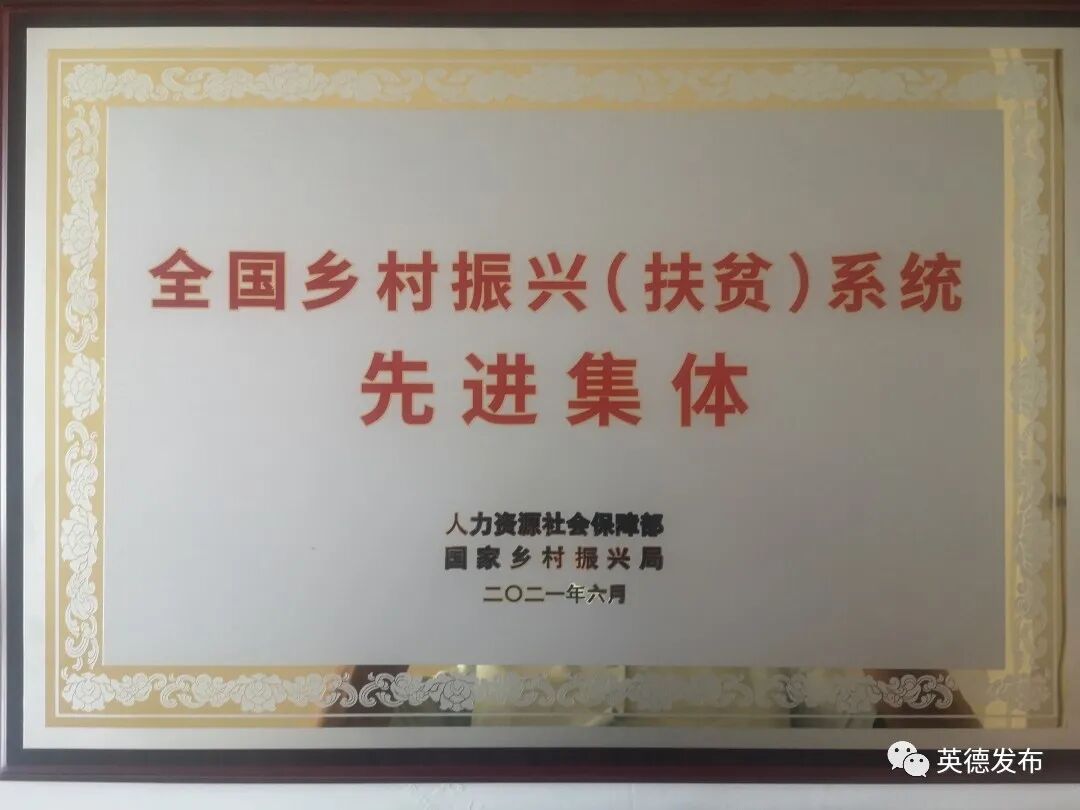 全国乡村振兴（扶贫）系统
先进集体
人力资源社会保障部
国家乡村振兴局
二〇二一年六月
英德发布